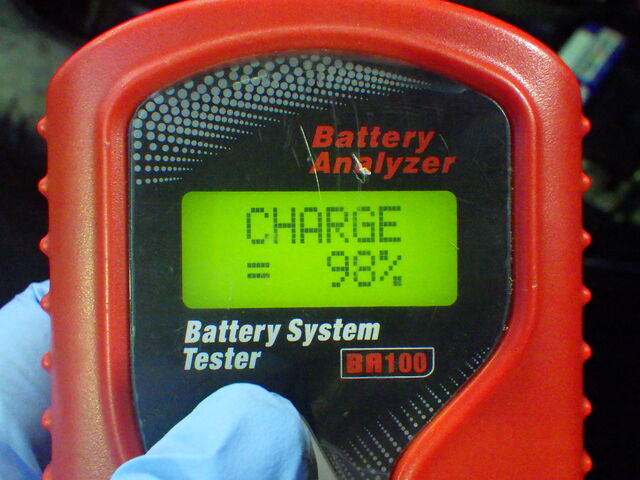 Battery
Analyzer
CHARGE
= 98%
Battery System
Tester
BA100